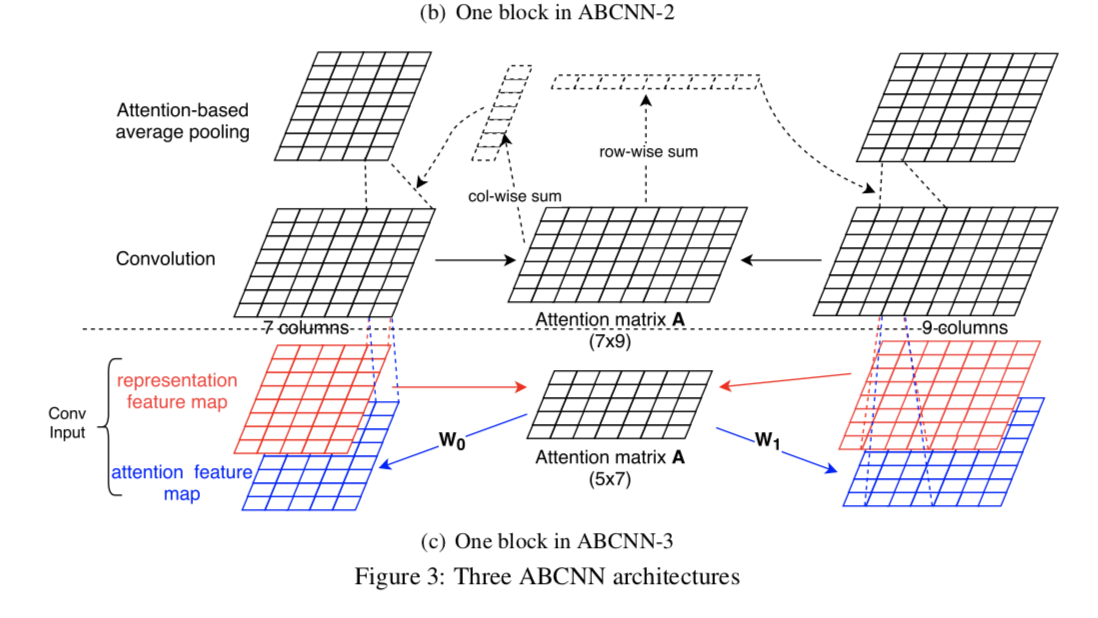 (b) One block in ABCNN-2
Attention-based
average pooling
row-wise sum
col-wise sum
Convolution
7 columns
Attention matrix A
(7x9)
9 columns
representation
feature map
Conv
Input
W0
W1
Attention matrix A
(5x7)
attention feature
map
(c) One block in ABCNN-3
Figure 3: Three ABCNN architectures